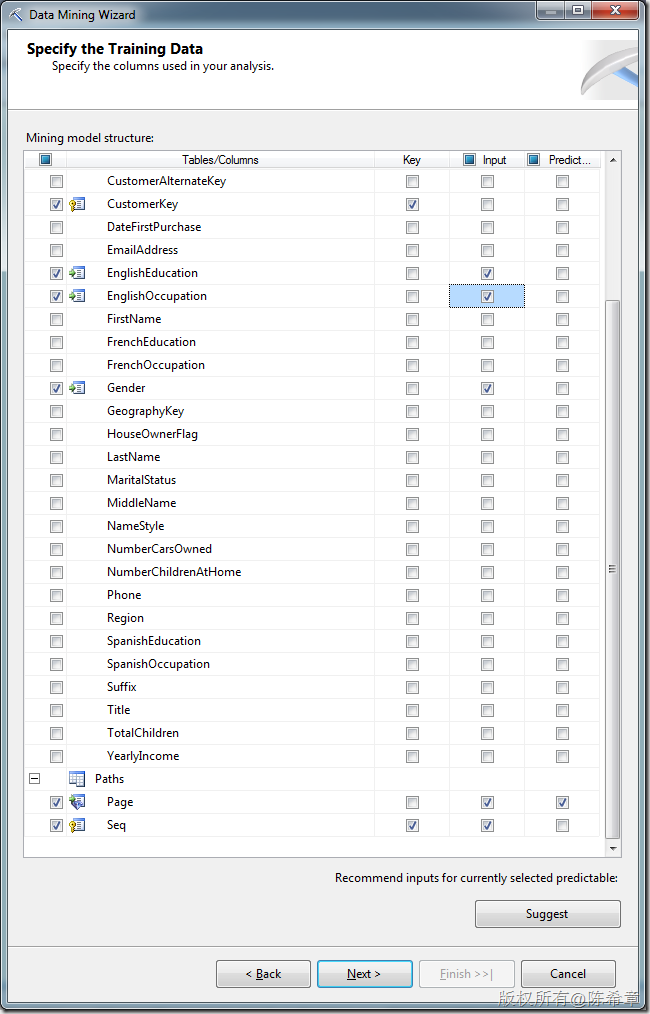 Data Mining Wizard
Specify the Training Data
Specify the columns used in your analysis.
Mining model structure:
Tables/Columns Key Input Predict...
CustomerAlternateKey
CustomerKey
DateFirstPurchase
EmailAddress
EnglishEducation
EnglishOccupation
FirstName
FrenchEducation
FrenchOccupation
Gender
GeographyKey
HouseOwnerFlag
LastName
MaritalStatus
MiddleName
NameStyle
NumberCarsOwned
NumberChildrenAtHome
Phone
Region
SpanishEducation
SpanishOccupation
Suffix
Title
TotalChildren
YearlyIncome
Paths
Page
Seq
Recommend inputs for currently selected predictable:
Suggest
< Back Next > Finish >>| Cancel
版权所有@陈希章